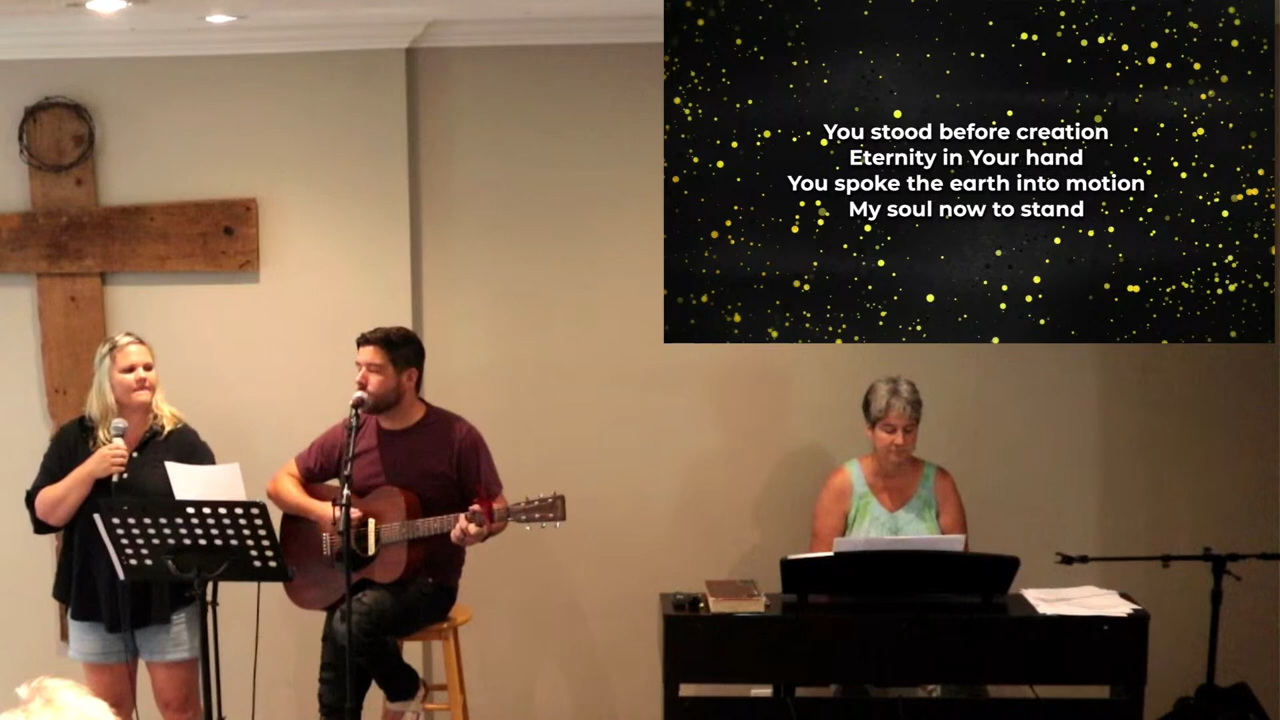 You stood before creation
Eternity in Your hand
You spoke the earth into motion
My soul now to stand